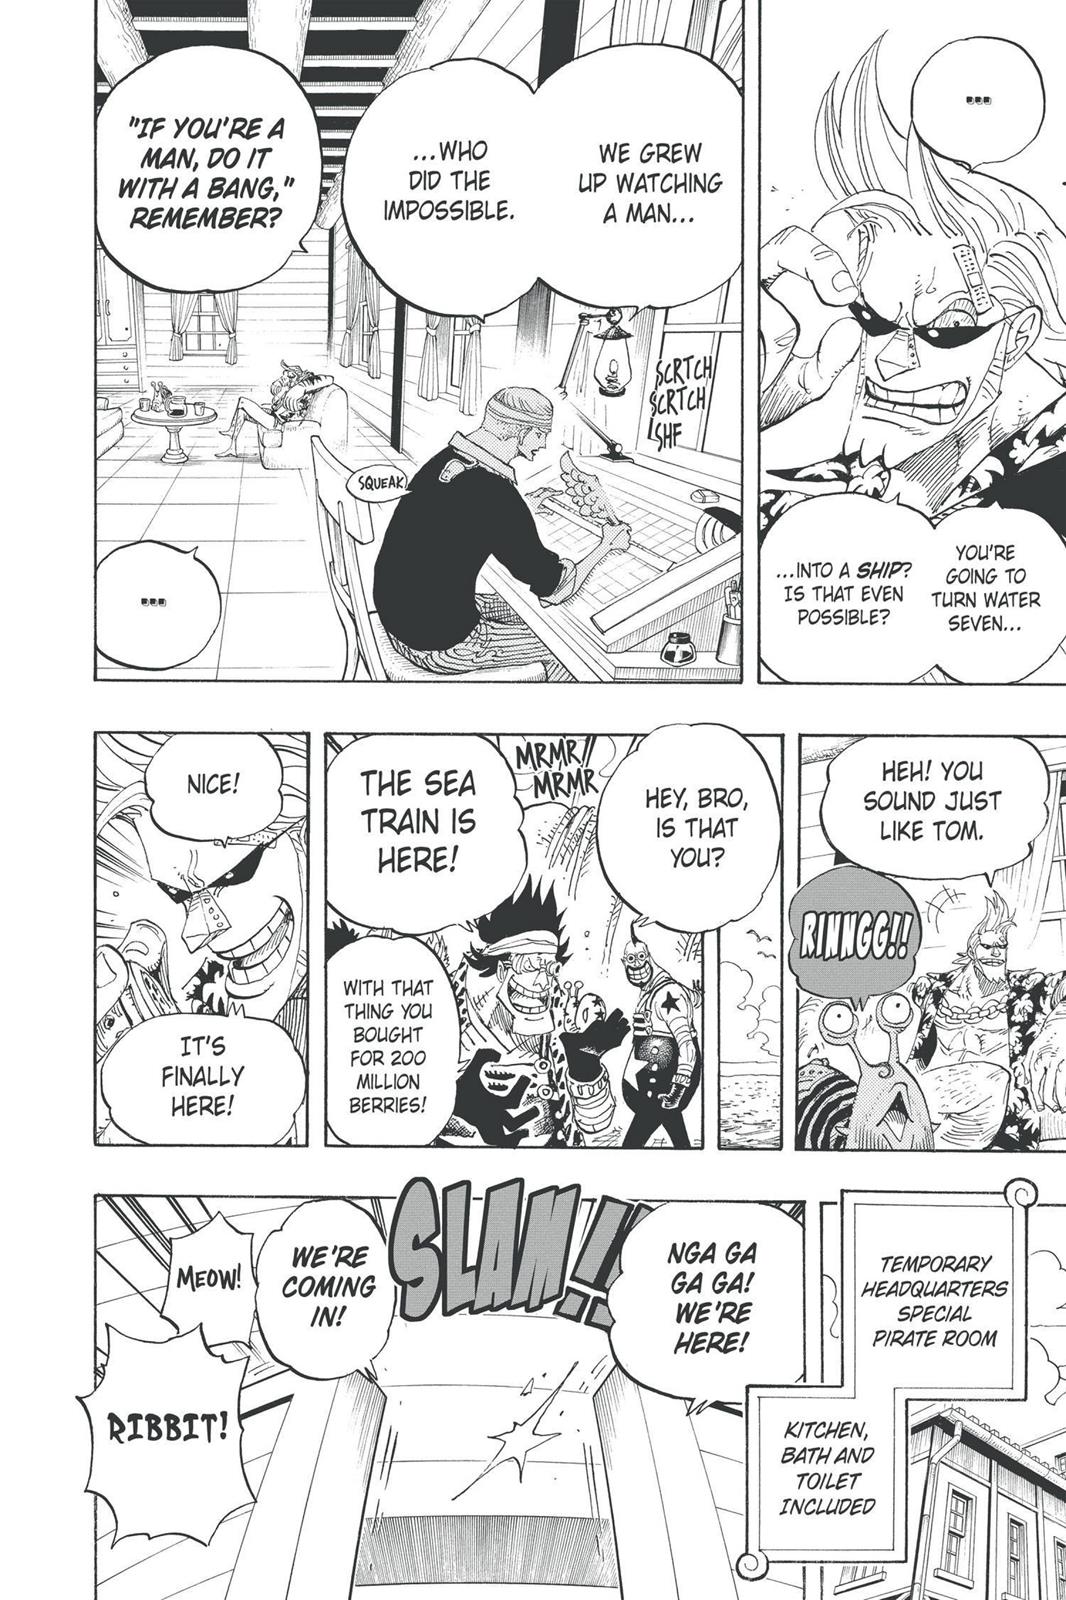 ...
YOU'RE
GOING TO
TURN WATER
SEVEN...
...INTO A SHIP?
IS THAT EVEN
POSSIBLE?
WE GREW
UP WATCHING
A MAN...
...WHO
DID THE
IMPOSSIBLE.
"IF YOU'RE A
MAN, DO IT
WITH A BANG,"
REMEMBER?
SCRTCH
SCRTCH
SHF
SQUEAK
...
HEH! YOU
SOUND JUST
LIKE TOM.
RINNGG!!
HEY, BRO,
IS THAT
YOU?
MRMR
MRMR
THE SEA
TRAIN IS
HERE!
WITH THAT
THING YOU
BOUGHT
FOR 200
MILLION
BERRIES!
NICE!
IT'S
FINALLY
HERE!
TEMPORARY
HEADQUARTERS
SPECIAL
PIRATE ROOM
KITCHEN,
BATH AND
TOILET
INCLUDED
NGA GA
GA GA!
WE'RE
HERE!
SLAM!!
WE'RE
COMING
IN!
MEOW!
RIBBIT!